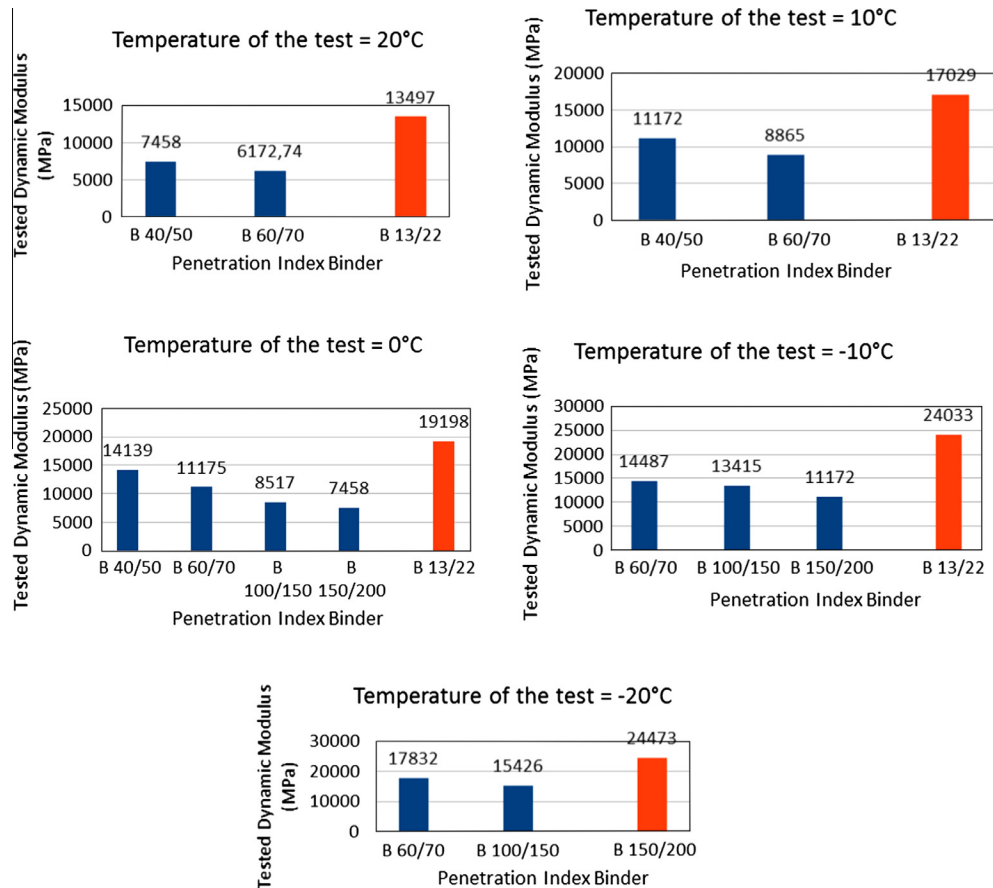 Temperature of the test = 20°C
Tested Dynamic Modulus
(MPa)
15000
10000
5000
0
7458
6172,74
13497
B 40/50
B 60/70
B 13/22
Penetration Index Binder
Temperature of the test = 10°C
Tested Dynamic Modulus (MPa)
20000
15000
10000
5000
0
11172
8865
17029
B 40/50
B 60/70
B 13/22
Penetration Index Binder
Temperature of the test = 0°C
Tested Dynamic Modulus (MPa)
25000
20000
15000
10000
5000
0
14139
11175
8517
7458
19198
B 40/50
B 60/70
B
100/150
B
150/200
B 13/22
Penetration Index Binder
Temperature of the test = -10°C
Tested Dynamic Modulus (MPa)
30000
25000
20000
15000
10000
5000
0
14487
13415
11172
24033
B 60/70
B 100/150
B 150/200
B 13/22
Penetration Index Binder
Temperature of the test = -20°C
Tested Dynamic Modulus
(MPa)
30000
20000
10000
0
17832
15426
24473
B 60/70
B 100/150
B 150/200
Penetration Index Binder